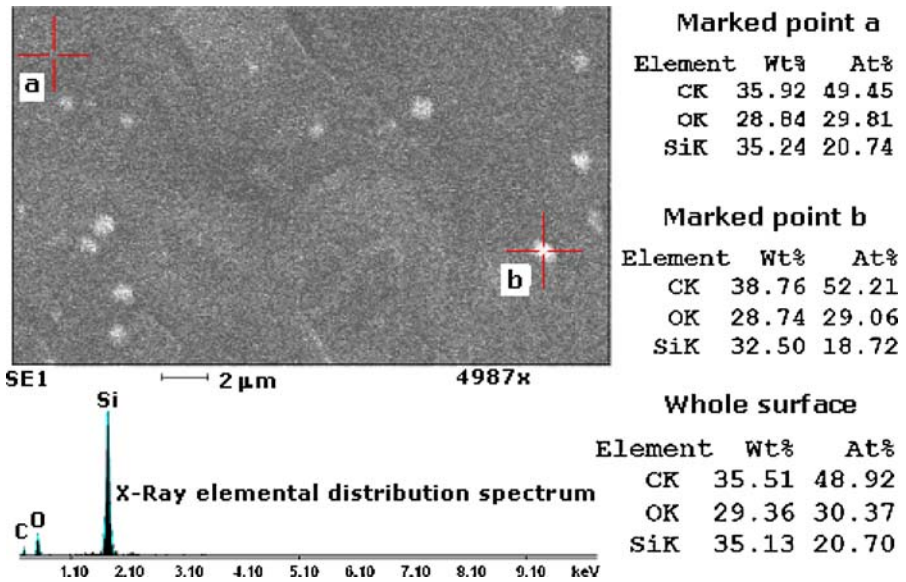 a
b
SE1
2 μm
4987x
Marked point a
Element Wt% At%
CK 35.92 49.45
OK 28.84 29.81
SiK 35.24 20.74
Marked point b
Element Wt% At%
CK 38.76 52.21
OK 28.74 29.06
SiK 32.50 18.72
Whole surface
Element Wt% At%
CK 35.51 48.92
OK 29.36 30.37
SiK 35.13 20.70
Si
X-Ray elemental distribution spectrum
C O
1.10 2.10 3.10 4.10 5.10 6.10 7.10 8.10 9.10 keV